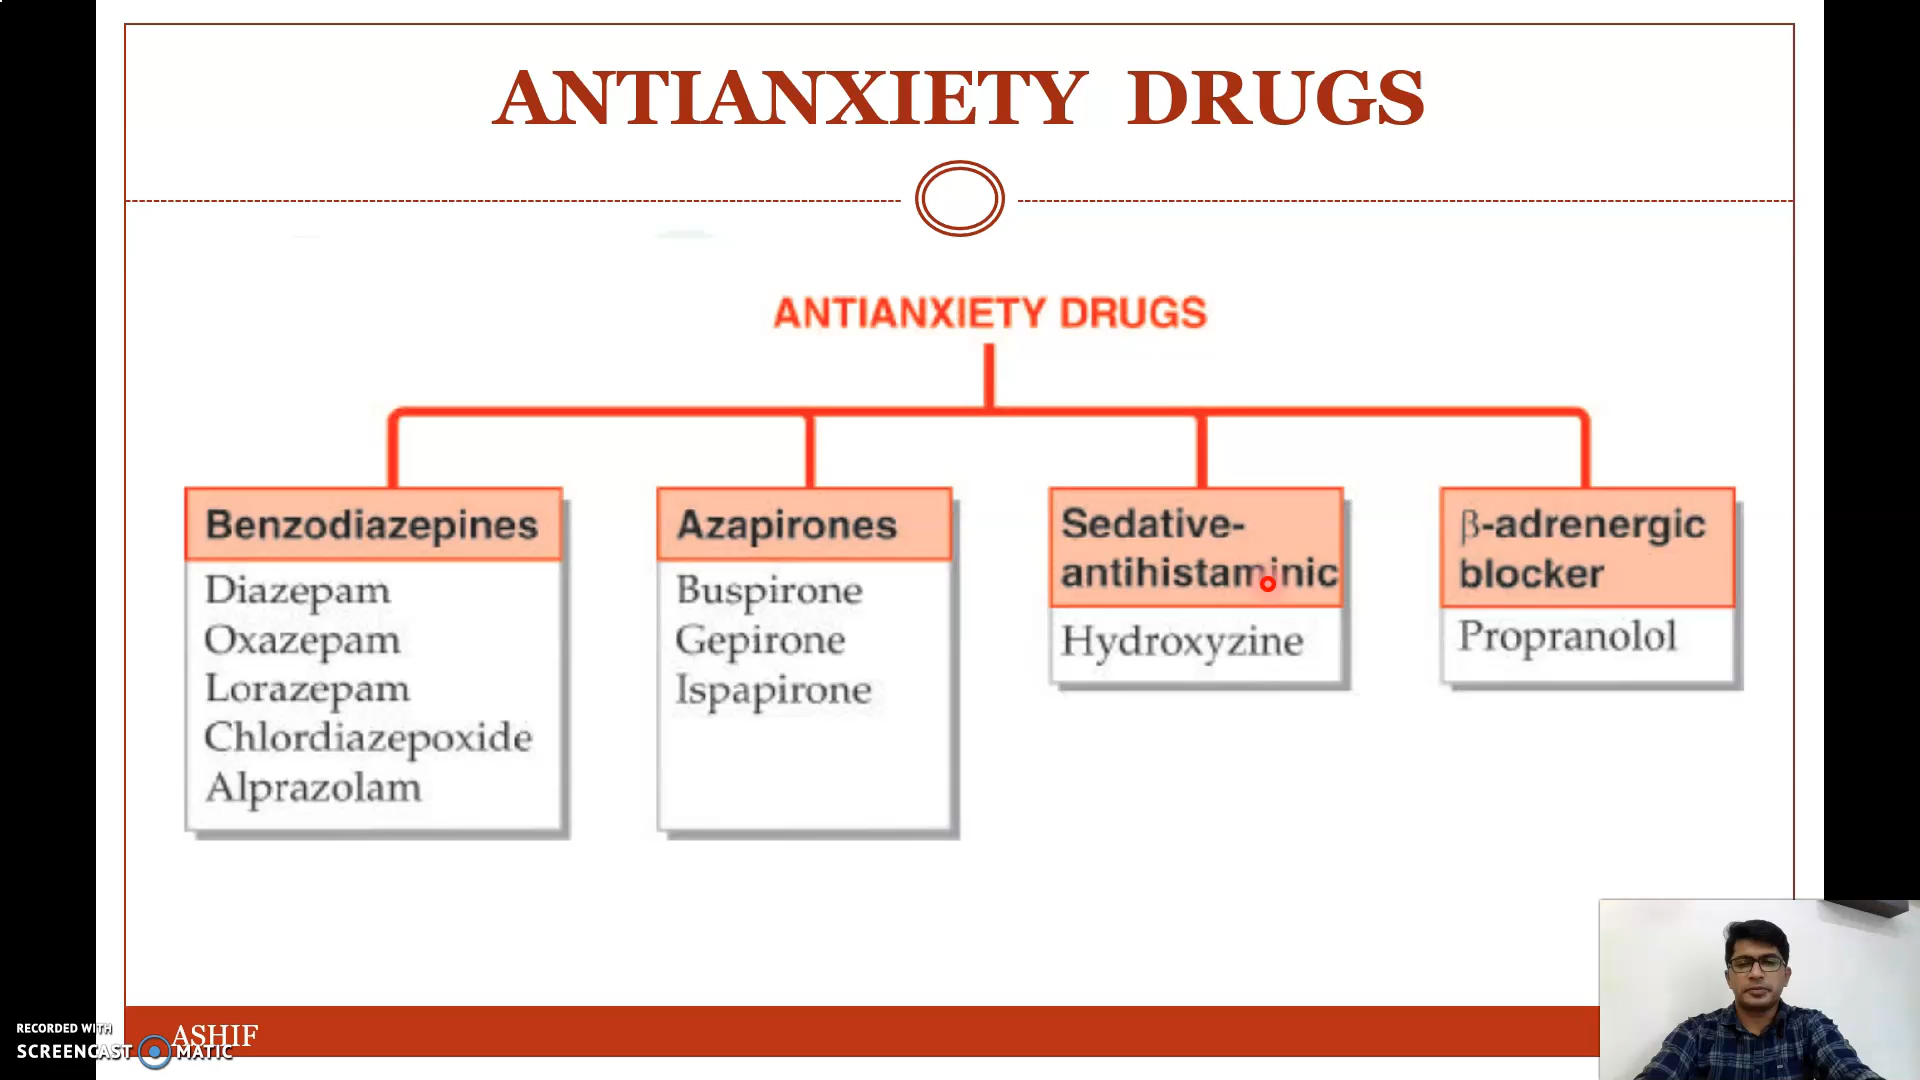 ANTIANXIETY DRUGS
ANTIANXIETY DRUGS
Benzodiazepines
Diazepam
Oxazepam
Lorazepam
Chlordiazepoxide
Alprazolam
Azapirones
Buspirone
Gepirone
Ispapirone
Sedative-
antihistaminic
Hydroxyzine
β-adrenergic
blocker
Propranolol
ASHIF
RECORDED WITH
SCREENCAST MATIC